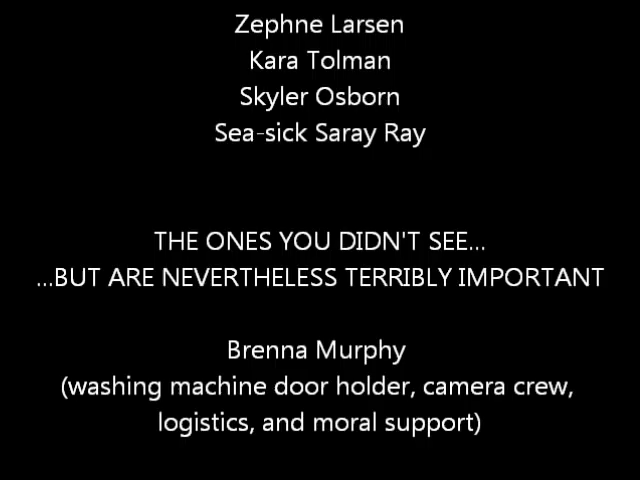 Zephne Larsen
Kara Tolman
Skyler Osborn
Sea-sick Saray Ray
THE ONES YOU DIDN'T SEE...
...BUT ARE NEVERTHELESS TERRIBLY IMPORTANT
Brenna Murphy
(washing machine door holder, camera crew,
logistics, and moral support)